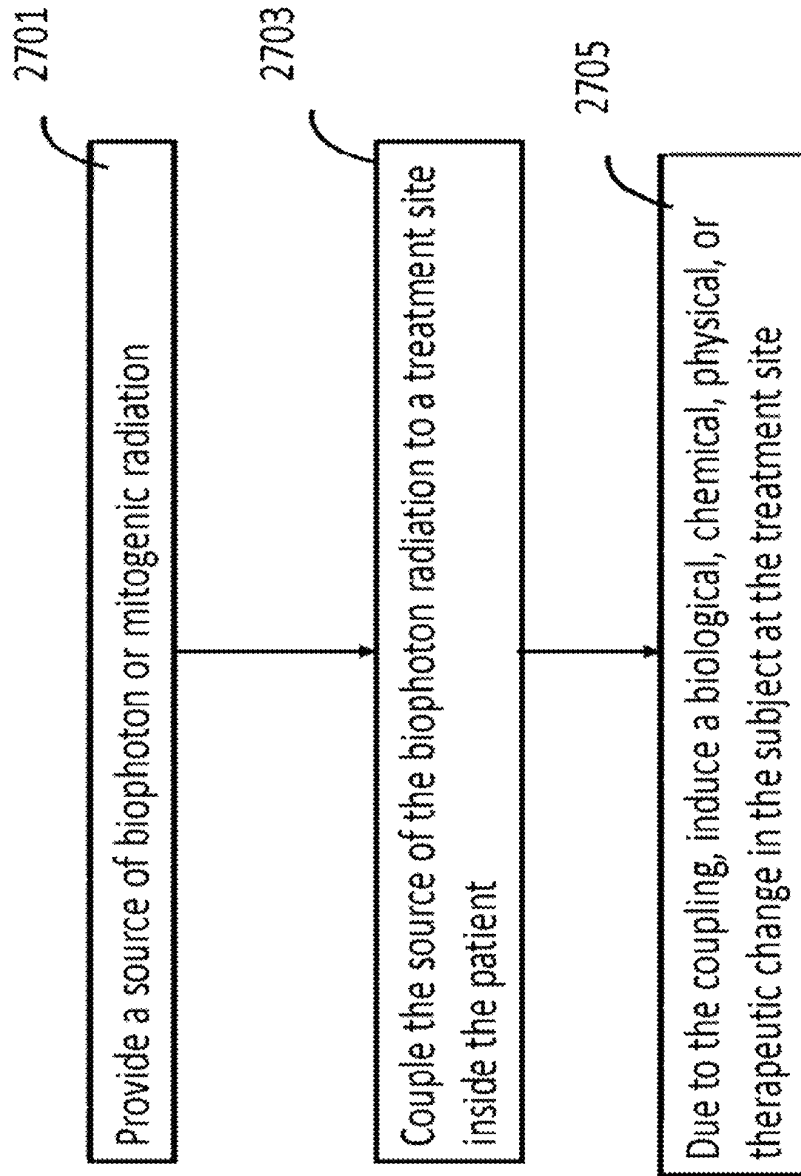 2701
Provide a source of biophoton or mitogenic radiation
2703
Couple the source of the biophoton radiation to a treatment site
inside the patient
2705
Due to the coupling, induce a biological, chemical, physical, or
therapeutic change in the subject at the treatment site